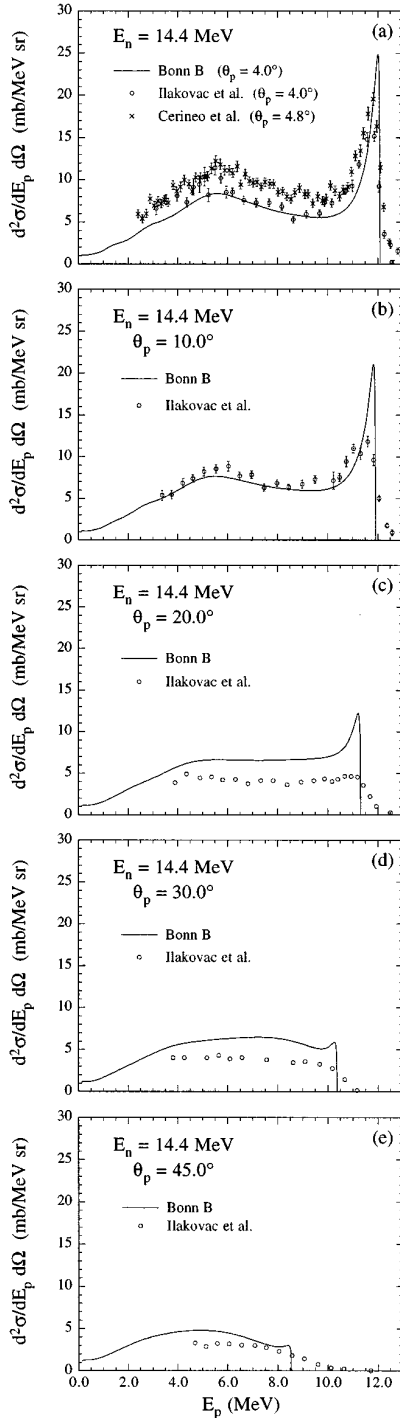 30
25
20
15
10
5
0
d²σ/dE_p dΩ (mb/MeV sr)
E_n = 14.4 MeV
(a)
Bonn B (θ_p = 4.0°)
Ilakovac et al. (θ_p = 4.0°)
Cerineo et al. (θ_p = 4.8°)
30
25
20
15
10
5
0
d²σ/dE_p dΩ (mb/MeV sr)
E_n = 14.4 MeV
(b)
θ_p = 10.0°
Bonn B
Ilakovac et al.
30
25
20
15
10
5
0
d²σ/dE_p dΩ (mb/MeV sr)
E_n = 14.4 MeV
(c)
θ_p = 20.0°
Bonn B
Ilakovac et al.
30
25
20
15
10
5
0
d²σ/dE_p dΩ (mb/MeV sr)
E_n = 14.4 MeV
(d)
θ_p = 30.0°
Bonn B
Ilakovac et al.
30
25
20
15
10
5
0
d²σ/dE_p dΩ (mb/MeV sr)
E_n = 14.4 MeV
(e)
θ_p = 45.0°
Bonn B
Ilakovac et al.
0.0 2.0 4.0 6.0 8.0 10.0 12.0
E_p (MeV)